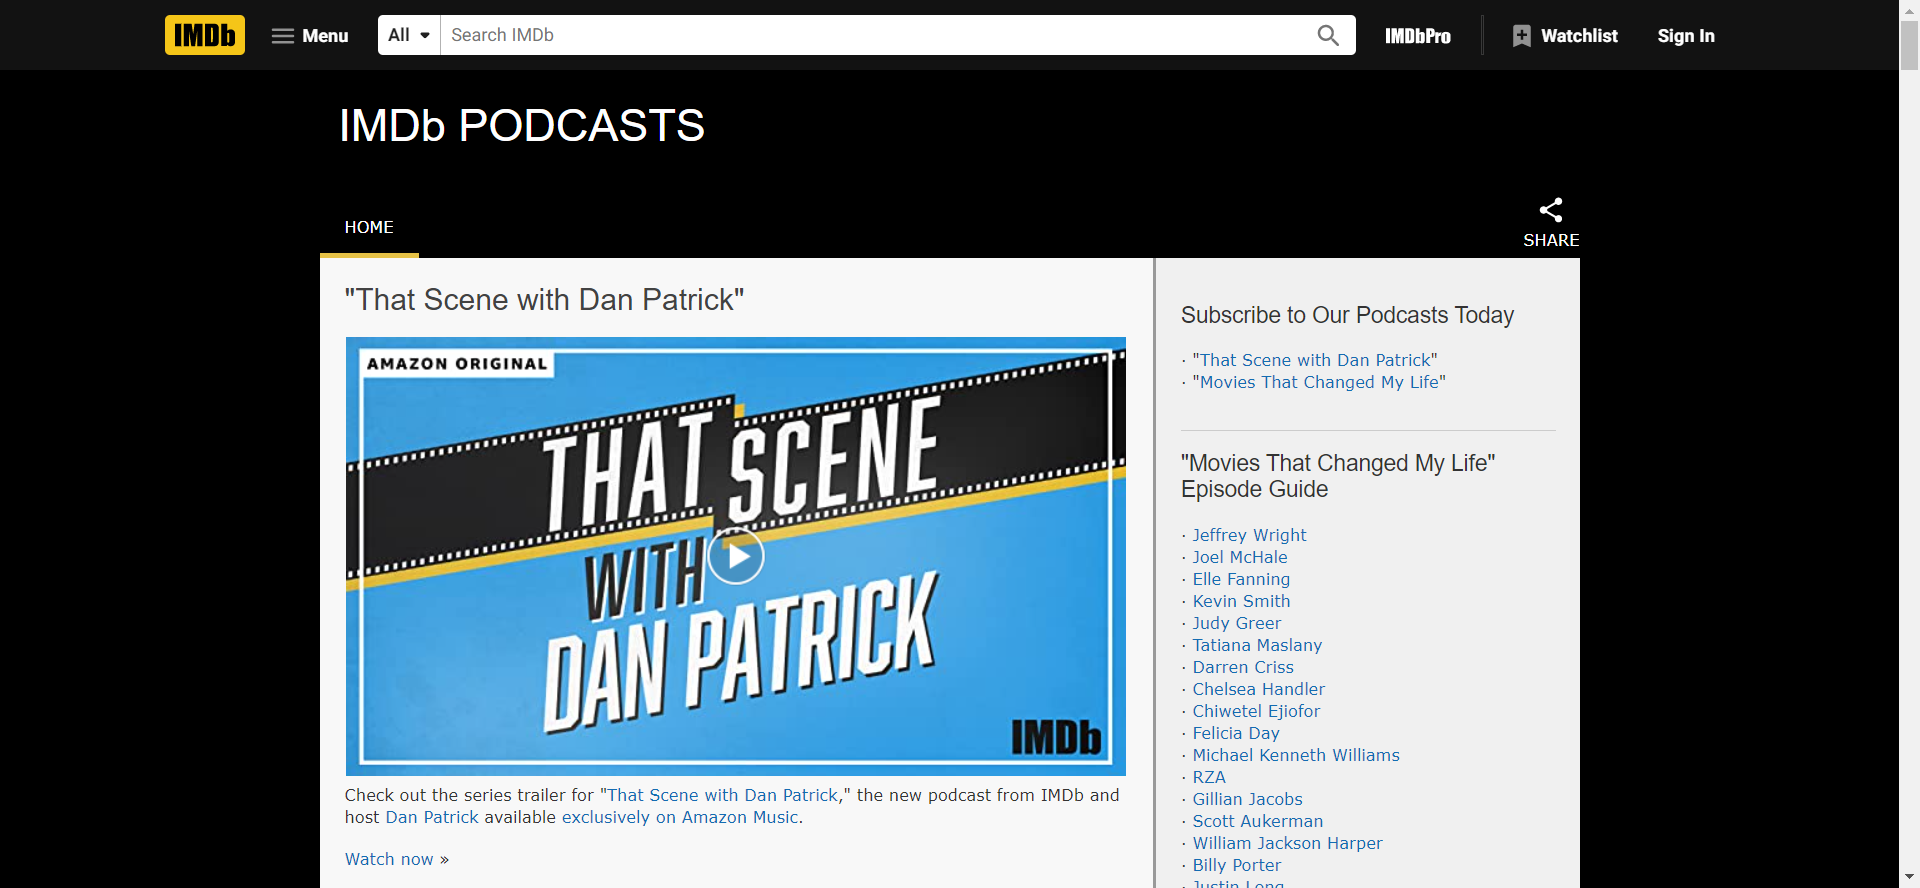 IMDb
Menu
All
Search IMDb
IMDbPro
Watchlist
Sign In
IMDb PODCASTS
HOME
SHARE
"That Scene with Dan Patrick"
AMAZON ORIGINAL
THAT SCENE
WITH
DAN PATRICK
IMDb
Check out the series trailer for "That Scene with Dan Patrick," the new podcast from IMDb and
host Dan Patrick available exclusively on Amazon Music.
Watch now »
Subscribe to Our Podcasts Today
· "That Scene with Dan Patrick"
· "Movies That Changed My Life"
"Movies That Changed My Life"
Episode Guide
· Jeffrey Wright
· Joel McHale
· Elle Fanning
· Kevin Smith
· Judy Greer
· Tatiana Maslany
· Darren Criss
· Chelsea Handler
· Chiwetel Ejiofor
· Felicia Day
· Michael Kenneth Williams
· RZA
· Gillian Jacobs
· Scott Aukerman
· William Jackson Harper
· Billy Porter
· Justin Long